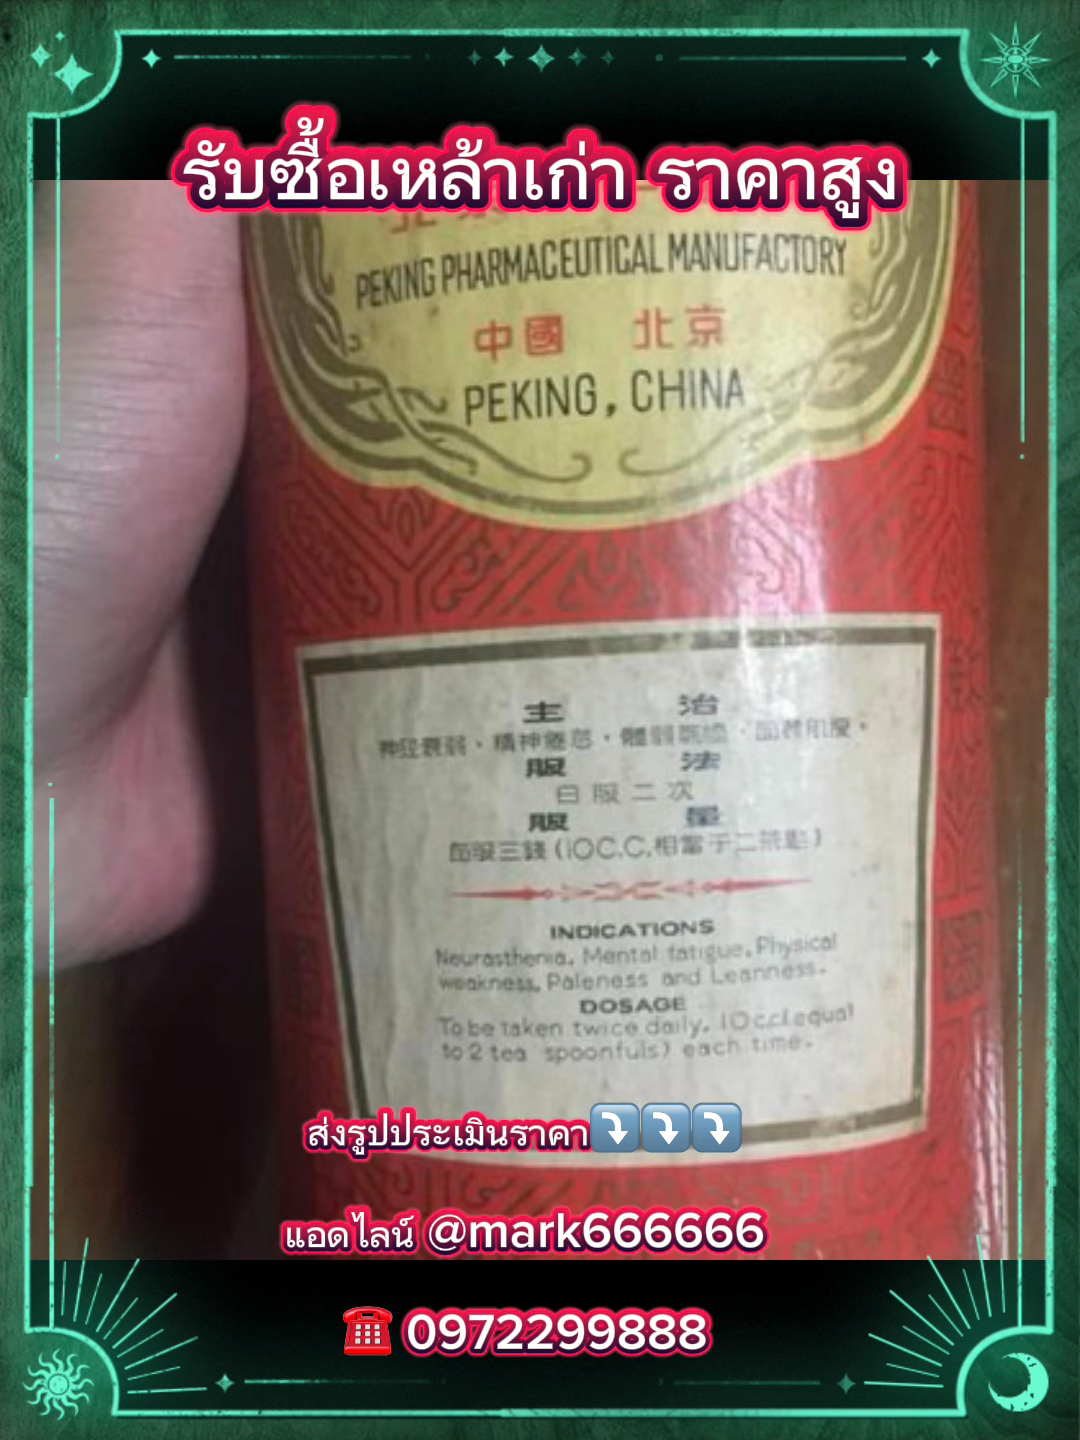 รับซื้อเหล้าเก่า ราคาสูง
PEKING PHARMACEUTICAL MANUFACTORY
中國 北京
PEKING, CHINA
主治
服法
日服二次
服量
INDICATIONS
Neurasthenia, Mental fatigue, Physical
weakness, Paleness and Leanness.
DOSAGE
To be taken twice daily. 10cc(equal
to 2 tea spoonfuls) each time.
ส่งรูปประเมินราคา⤵️⤵️⤵️
แอดไลน์ @mark666666
☎️ 0972299888